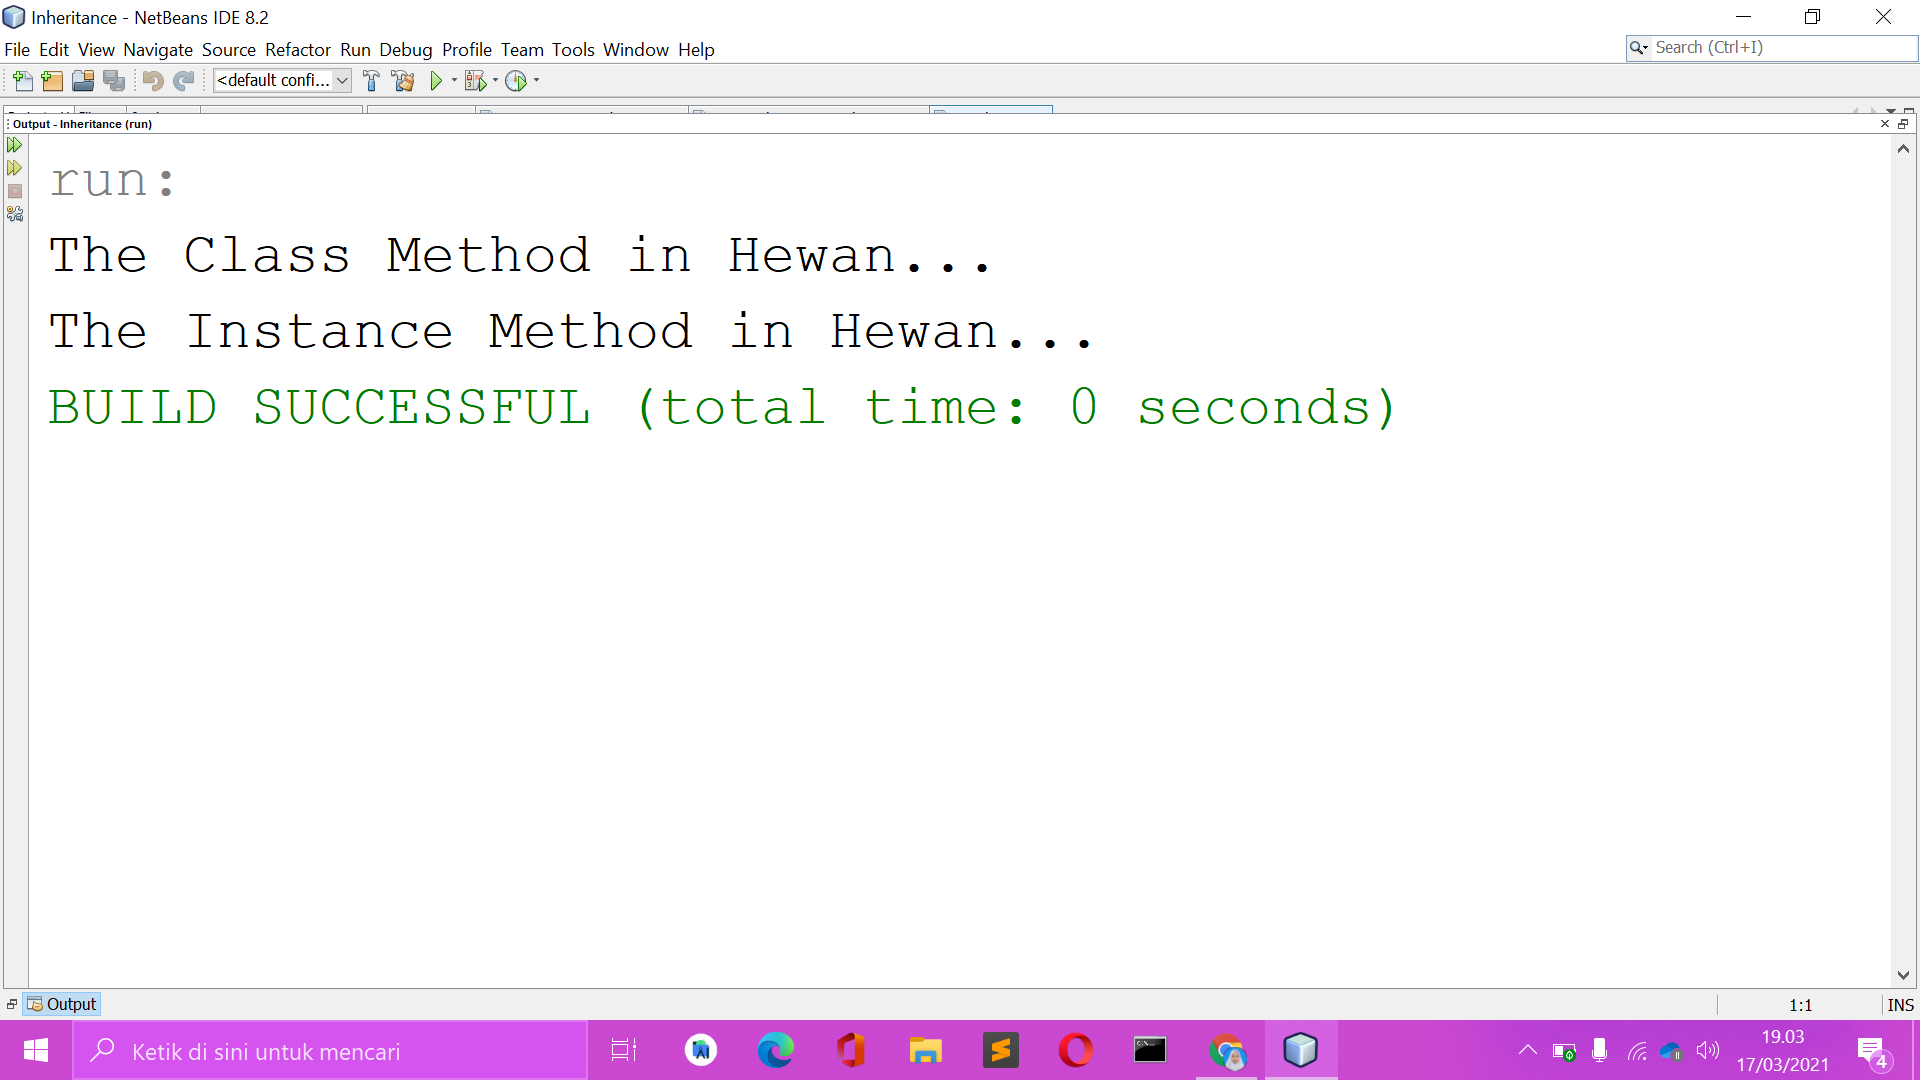 Inheritance - NetBeans IDE 8.2
File Edit View Navigate Source Refactor Run Debug Profile Team Tools Window Help
Search (Ctrl+I)
<default confi...
Output - Inheritance (run)
run:
The Class Method in Hewan...
The Instance Method in Hewan...
BUILD SUCCESSFUL (total time: 0 seconds)
Output
1:1
INS
Ketik di sini untuk mencari
19.03
17/03/2021
4